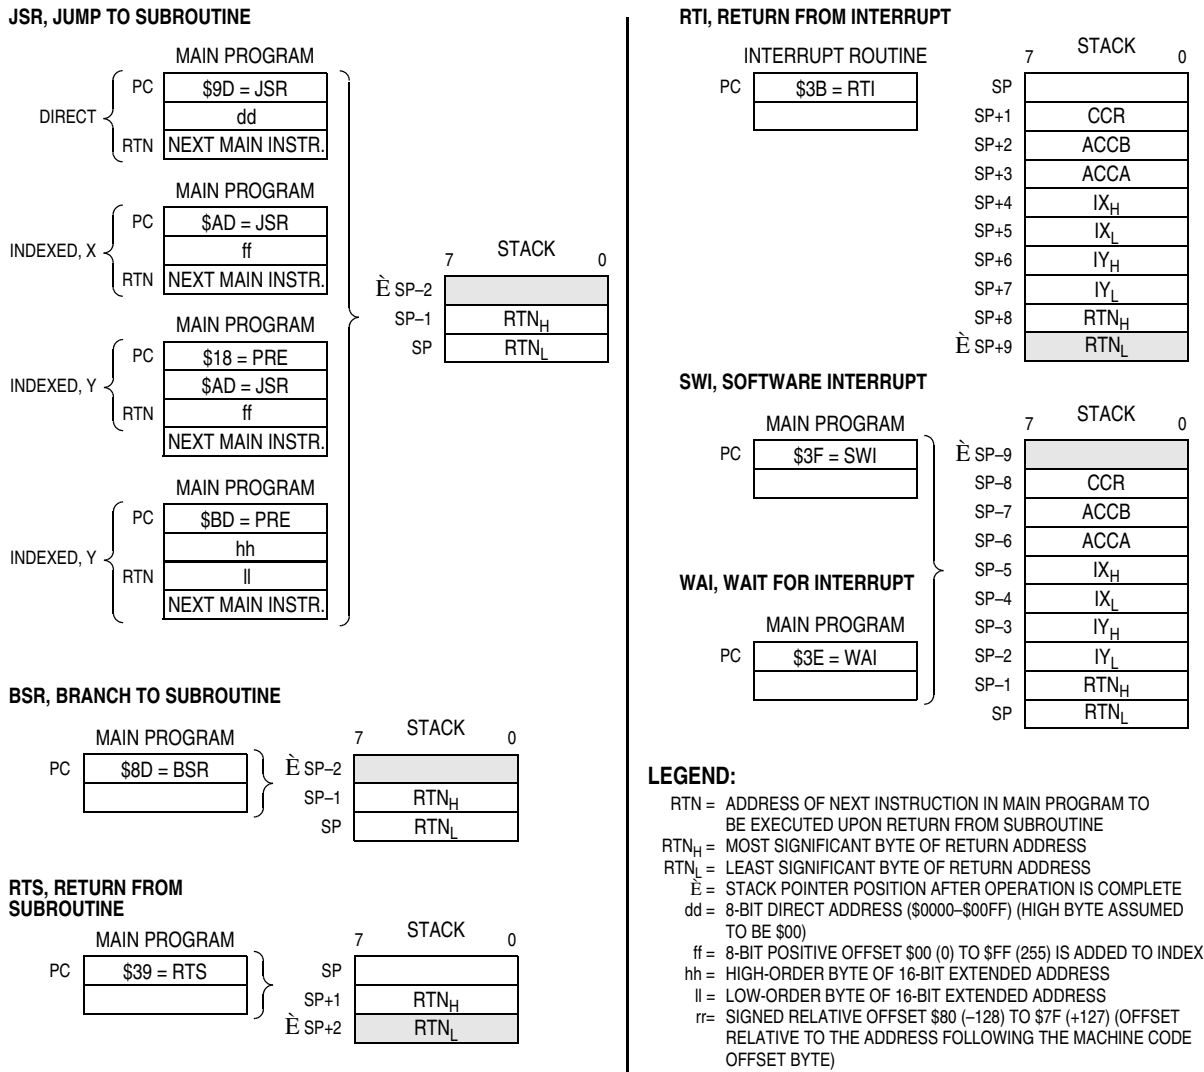 JSR, JUMP TO SUBROUTINE
MAIN PROGRAM
DIRECT
PC $9D = JSR
dd
RTN NEXT MAIN INSTR.
MAIN PROGRAM
INDEXED, X
PC $AD = JSR
ff
RTN NEXT MAIN INSTR.
MAIN PROGRAM
INDEXED, Y
PC $18 = PRE
$AD = JSR
RTN ff
NEXT MAIN INSTR.
MAIN PROGRAM
INDEXED, Y
PC $BD = PRE
hh
RTN ll
NEXT MAIN INSTR.
7 STACK 0
È SP–2
SP–1 RTNH
SP RTNL
BSR, BRANCH TO SUBROUTINE
MAIN PROGRAM
PC $8D = BSR
7 STACK 0
È SP–2
SP–1 RTNH
SP RTNL
RTS, RETURN FROM
SUBROUTINE
MAIN PROGRAM
PC $39 = RTS
7 STACK 0
SP
SP+1 RTNH
È SP+2 RTNL
RTI, RETURN FROM INTERRUPT
INTERRUPT ROUTINE
PC $3B = RTI
7 STACK 0
SP
SP+1 CCR
SP+2 ACCB
SP+3 ACCA
SP+4 IXH
SP+5 IXL
SP+6 IYH
SP+7 IYL
SP+8 RTNH
È SP+9 RTNL
SWI, SOFTWARE INTERRUPT
MAIN PROGRAM
PC $3F = SWI
WAI, WAIT FOR INTERRUPT
MAIN PROGRAM
PC $3E = WAI
7 STACK 0
È SP–9
SP–8 CCR
SP–7 ACCB
SP–6 ACCA
SP–5 IXH
SP–4 IXL
SP–3 IYH
SP–2 IYL
SP–1 RTNH
SP RTNL
LEGEND:
RTN = ADDRESS OF NEXT INSTRUCTION IN MAIN PROGRAM TO
BE EXECUTED UPON RETURN FROM SUBROUTINE
RTNH = MOST SIGNIFICANT BYTE OF RETURN ADDRESS
RTNL = LEAST SIGNIFICANT BYTE OF RETURN ADDRESS
È = STACK POINTER POSITION AFTER OPERATION IS COMPLETE
dd = 8-BIT DIRECT ADDRESS ($0000–$00FF) (HIGH BYTE ASSUMED
TO BE $00)
ff = 8-BIT POSITIVE OFFSET $00 (0) TO $FF (255) IS ADDED TO INDEX
hh = HIGH-ORDER BYTE OF 16-BIT EXTENDED ADDRESS
ll = LOW-ORDER BYTE OF 16-BIT EXTENDED ADDRESS
rr= SIGNED RELATIVE OFFSET $80 (–128) TO $7F (+127) (OFFSET
RELATIVE TO THE ADDRESS FOLLOWING THE MACHINE CODE
OFFSET BYTE)